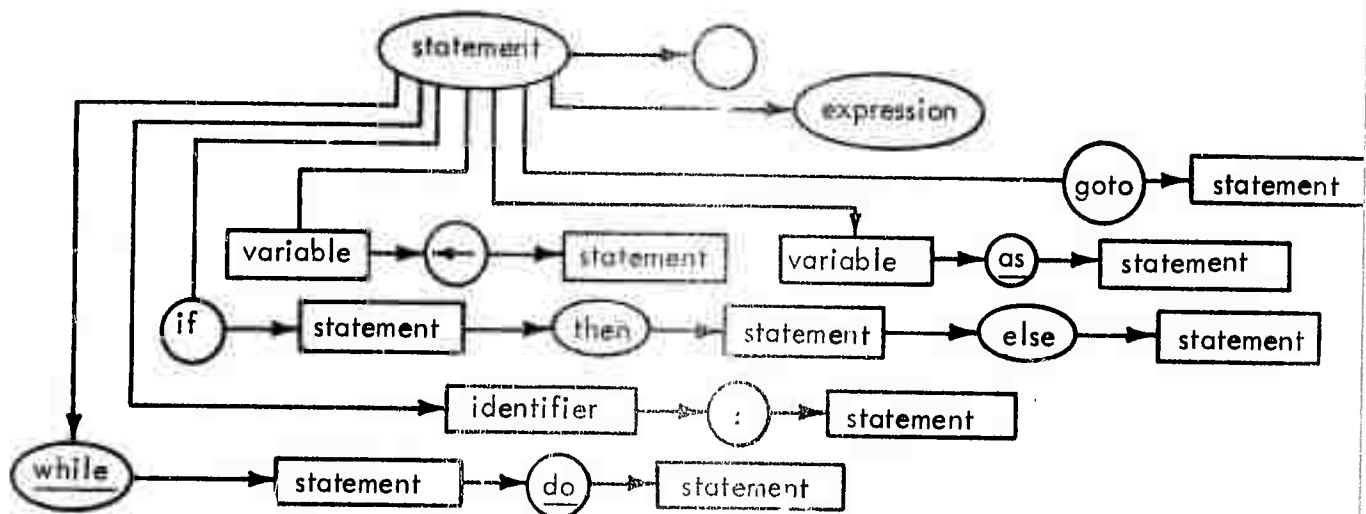 statement
expression
goto statement
variable ← statement
variable as statement
if statement then statement else statement
identifier : statement
while statement do statement